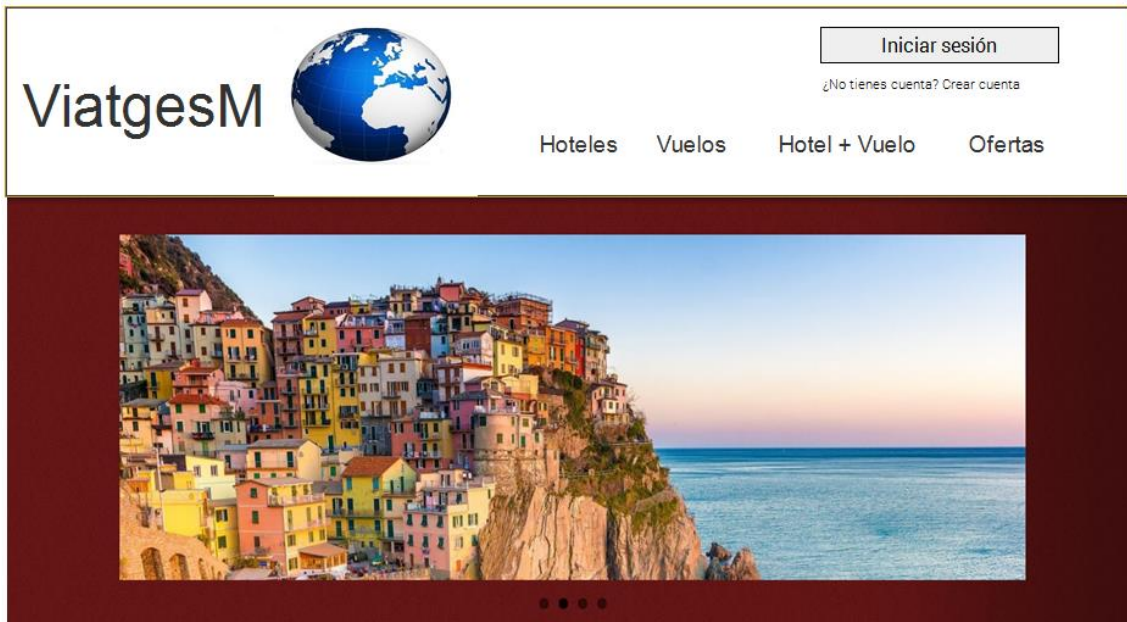 ViatgesM
Iniciar sesión
¿No tienes cuenta? Crear cuenta
Hoteles Vuelos Hotel + Vuelo Ofertas